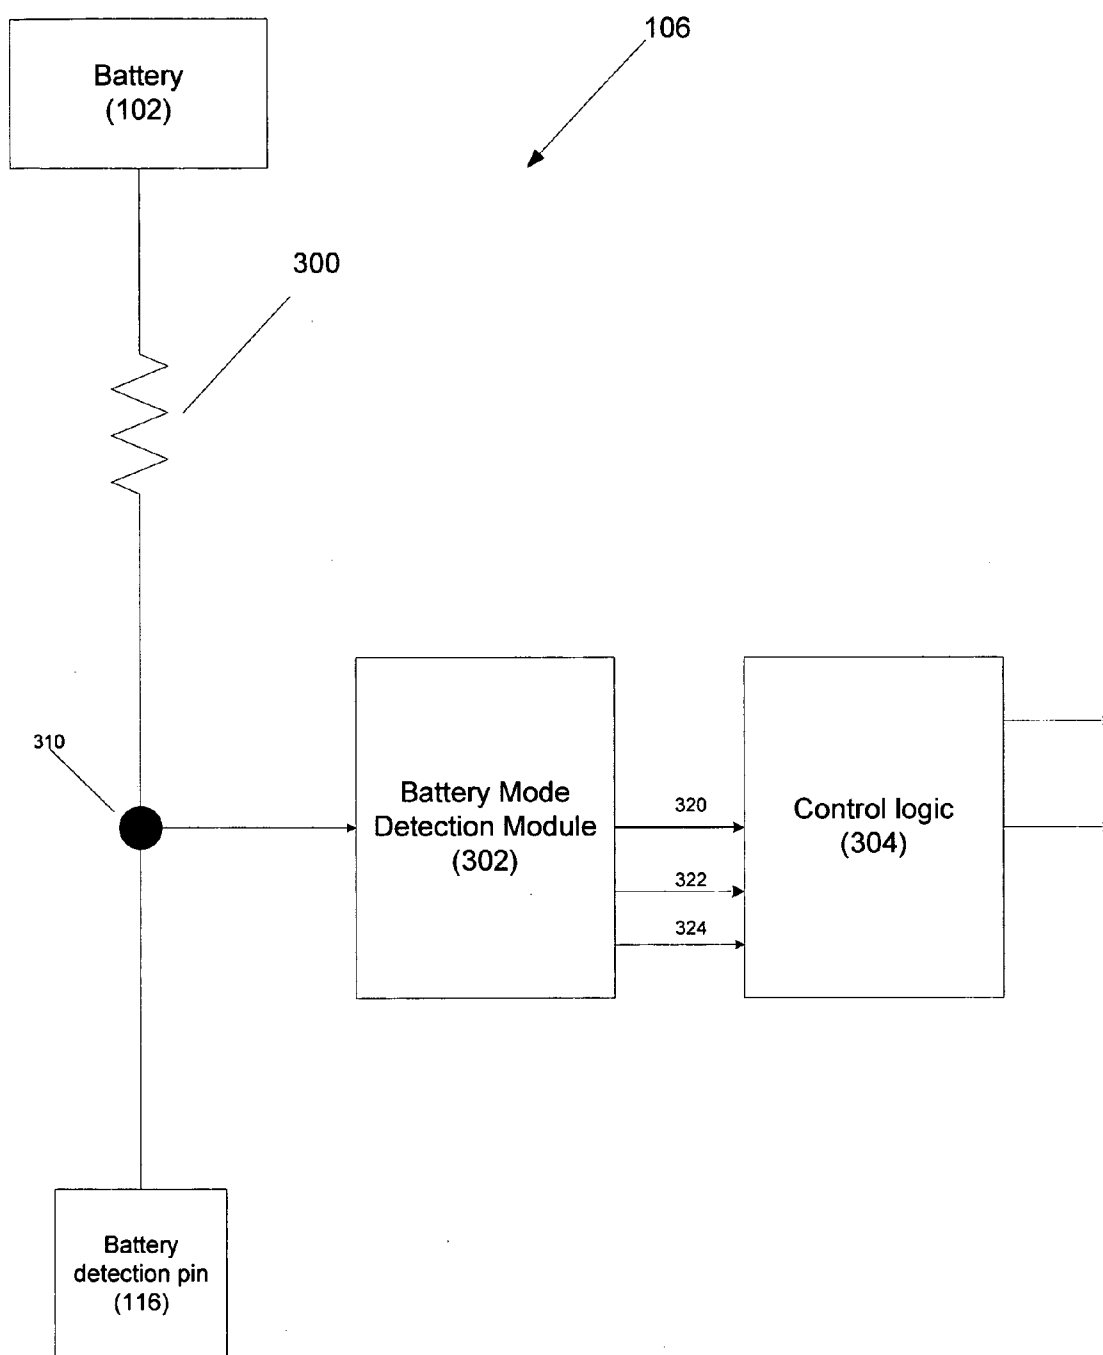 106
Battery
(102)
300
310
Battery Mode
Detection Module
(302)
320
322
324
Control logic
(304)
Battery
detection pin
(116)